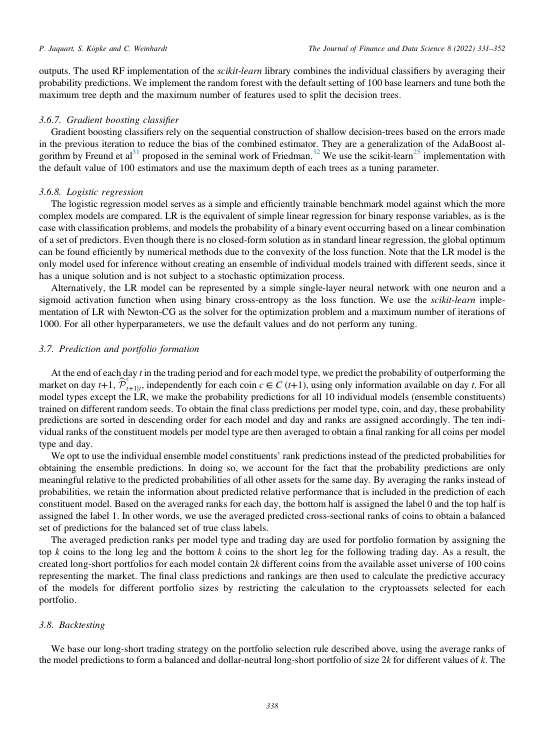 P. Jaquart, S. Köpke and C. Weinhardt
The Journal of Finance and Data Science 8 (2022) 331–352
outputs. The used RF implementation of the scikit-learn library combines the individual classifiers by averaging their
probability predictions. We implement the random forest with the default setting of 100 base learners and tune both the
maximum tree depth and the maximum number of features used to split the decision trees.
3.6.7. Gradient boosting classifier
Gradient boosting classifiers rely on the sequential construction of shallow decision-trees based on the errors made
in the previous iteration to reduce the bias of the combined estimator. They are a generalization of the AdaBoost al-
gorithm by Freund et al31 proposed in the seminal work of Friedman.32 We use the scikit-learn25 implementation with
the default value of 100 estimators and use the maximum depth of each trees as a tuning parameter.
3.6.8. Logistic regression
The logistic regression model serves as a simple and efficiently trainable benchmark model against which the more
complex models are compared. LR is the equivalent of simple linear regression for binary response variables, as is the
case with classification problems, and models the probability of a binary event occurring based on a linear combination
of a set of predictors. Even though there is no closed-form solution as in standard linear regression, the global optimum
can be found efficiently by numerical methods due to the convexity of the loss function. Note that the LR model is the
only model used for inference without creating an ensemble of individual models trained with different seeds, since it
has a unique solution and is not subject to a stochastic optimization process.
Alternatively, the LR model can be represented by a simple single-layer neural network with one neuron and a
sigmoid activation function when using binary cross-entropy as the loss function. We use the scikit-learn imple-
mentation of LR with Newton-CG as the solver for the optimization problem and a maximum number of iterations of
1000. For all other hyperparameters, we use the default values and do not perform any tuning.
3.7. Prediction and portfolio formation
At the end of each day t in the trading period and for each model type, we predict the probability of outperforming the
market on day t+1, P̂ᶜt+1|t, independently for each coin c ∈ C (t+1), using only information available on day t. For all
model types except the LR, we make the probability predictions for all 10 individual models (ensemble constituents)
trained on different random seeds. To obtain the final class predictions per model type, coin, and day, these probability
predictions are sorted in descending order for each model and day and ranks are assigned accordingly. The ten indi-
vidual ranks of the constituent models per model type are then averaged to obtain a final ranking for all coins per model
type and day.
We opt to use the individual ensemble model constituents' rank predictions instead of the predicted probabilities for
obtaining the ensemble predictions. In doing so, we account for the fact that the probability predictions are only
meaningful relative to the predicted probabilities of all other assets for the same day. By averaging the ranks instead of
probabilities, we retain the information about predicted relative performance that is included in the prediction of each
constituent model. Based on the averaged ranks for each day, the bottom half is assigned the label 0 and the top half is
assigned the label 1. In other words, we use the averaged predicted cross-sectional ranks of coins to obtain a balanced
set of predictions for the balanced set of true class labels.
The averaged prediction ranks per model type and trading day are used for portfolio formation by assigning the
top k coins to the long leg and the bottom k coins to the short leg for the following trading day. As a result, the
created long-short portfolios for each model contain 2k different coins from the available asset universe of 100 coins
representing the market. The final class predictions and rankings are then used to calculate the predictive accuracy
of the models for different portfolio sizes by restricting the calculation to the cryptoassets selected for each
portfolio.
3.8. Backtesting
We base our long-short trading strategy on the portfolio selection rule described above, using the average ranks of
the model predictions to form a balanced and dollar-neutral long-short portfolio of size 2k for different values of k. The
338